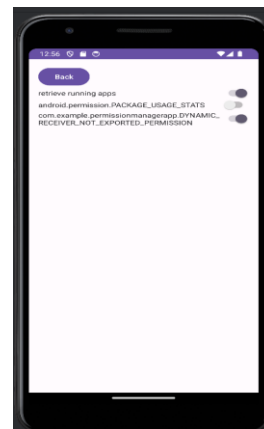 12:56
Back
retrieve running apps
android.permission.PACKAGE_USAGE_STATS
com.example.permissionmanagerapp.DYNAMIC_
RECEIVER_NOT_EXPORTED_PERMISSION